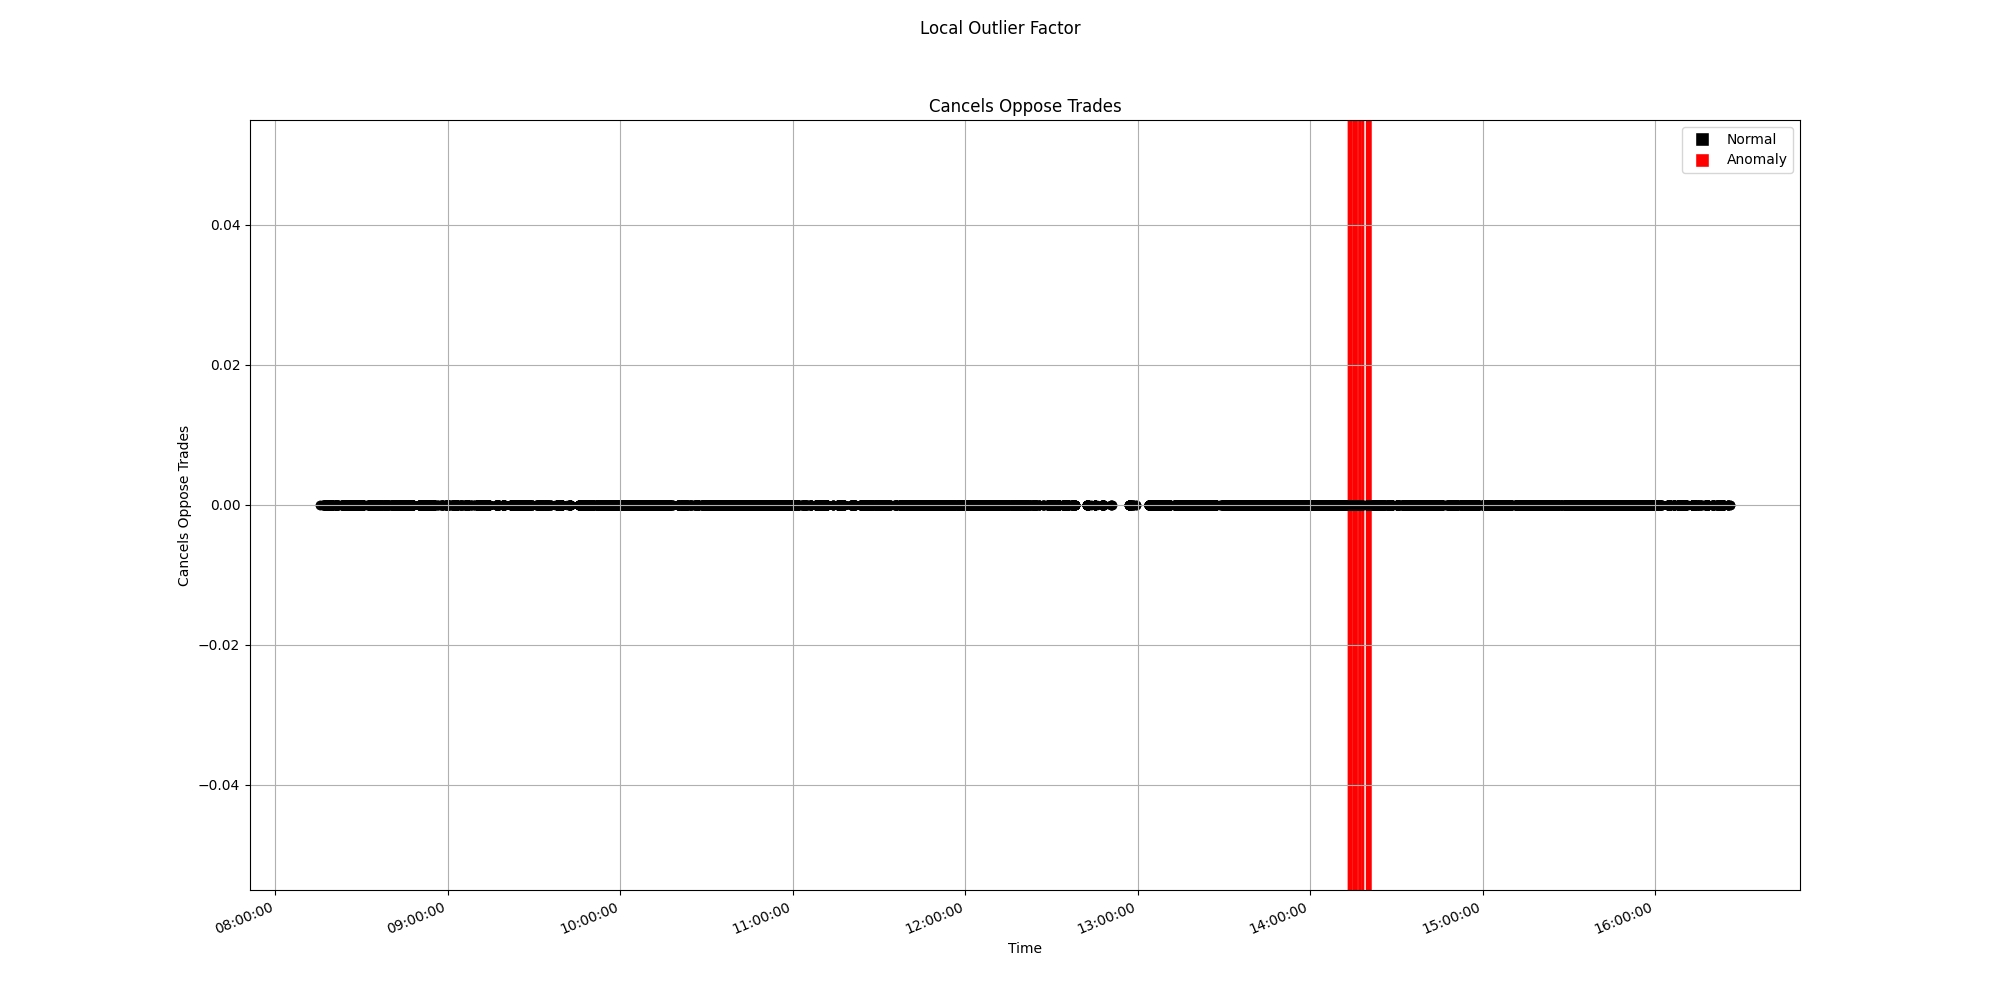 Local Outlier Factor
Cancels Oppose Trades
Normal
Anomaly
0.04
0.02
0.00
−0.02
−0.04
Cancels Oppose Trades
08:00:00
09:00:00
10:00:00
11:00:00
12:00:00
13:00:00
14:00:00
15:00:00
16:00:00
Time